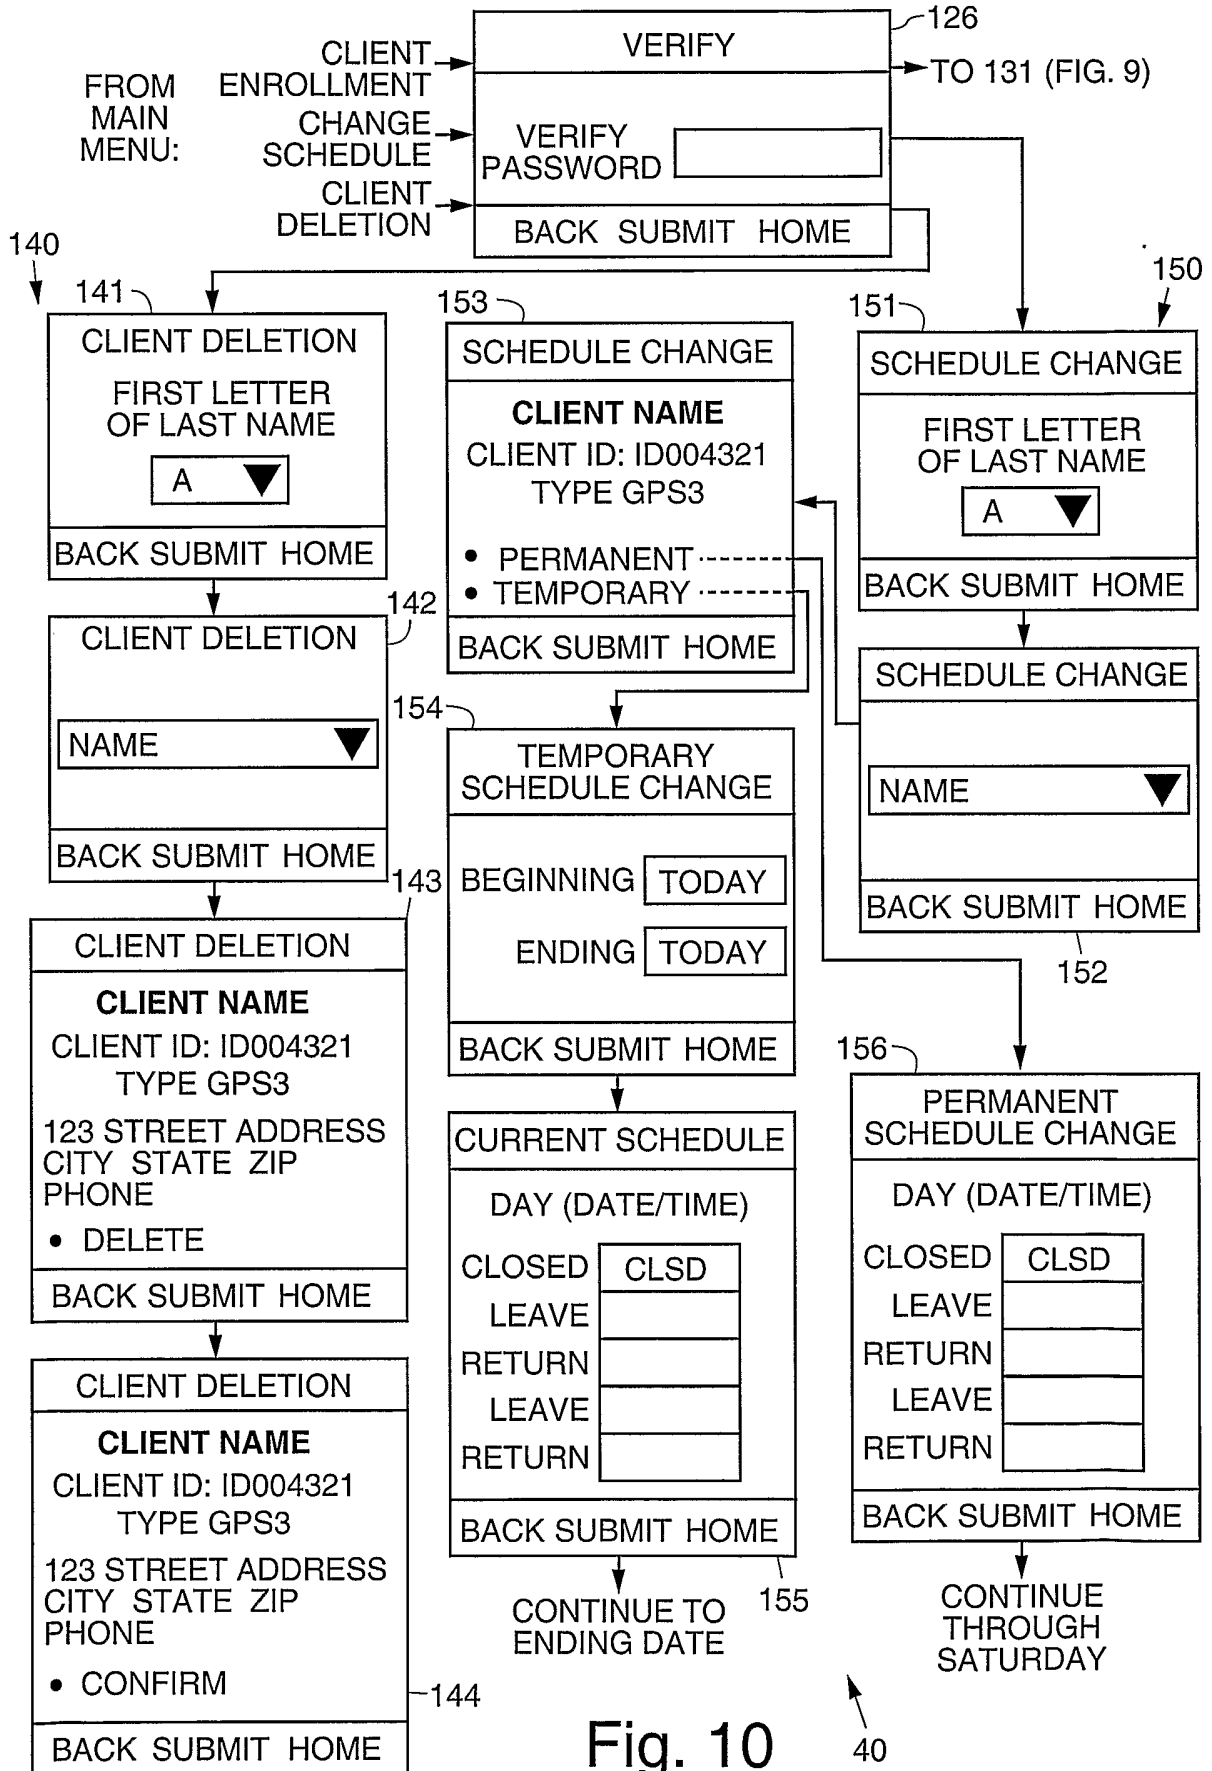 126
VERIFY
FROM
MAIN
MENU:
CLIENT
ENROLLMENT
CHANGE
SCHEDULE
CLIENT
DELETION
TO 131 (FIG. 9)
VERIFY
PASSWORD
BACK SUBMIT HOME
140
141
CLIENT DELETION
FIRST LETTER
OF LAST NAME
A
BACK SUBMIT HOME
142
CLIENT DELETION
NAME
BACK SUBMIT HOME
143
CLIENT DELETION
CLIENT NAME
CLIENT ID: ID004321
TYPE GPS3
123 STREET ADDRESS
CITY STATE ZIP
PHONE
• DELETE
BACK SUBMIT HOME
CLIENT DELETION
CLIENT NAME
CLIENT ID: ID004321
TYPE GPS3
123 STREET ADDRESS
CITY STATE ZIP
PHONE
• CONFIRM
144
BACK SUBMIT HOME
153
SCHEDULE CHANGE
CLIENT NAME
CLIENT ID: ID004321
TYPE GPS3
• PERMANENT
• TEMPORARY
BACK SUBMIT HOME
154
TEMPORARY
SCHEDULE CHANGE
BEGINNING TODAY
ENDING TODAY
BACK SUBMIT HOME
CURRENT SCHEDULE
DAY (DATE/TIME)
CLOSED CLSD
LEAVE
RETURN
LEAVE
RETURN
BACK SUBMIT HOME
155
CONTINUE TO
ENDING DATE
150
151
SCHEDULE CHANGE
FIRST LETTER
OF LAST NAME
A
BACK SUBMIT HOME
SCHEDULE CHANGE
NAME
BACK SUBMIT HOME
152
156
PERMANENT
SCHEDULE CHANGE
DAY (DATE/TIME)
CLOSED CLSD
LEAVE
RETURN
LEAVE
RETURN
BACK SUBMIT HOME
CONTINUE
THROUGH
SATURDAY
Fig. 10
40